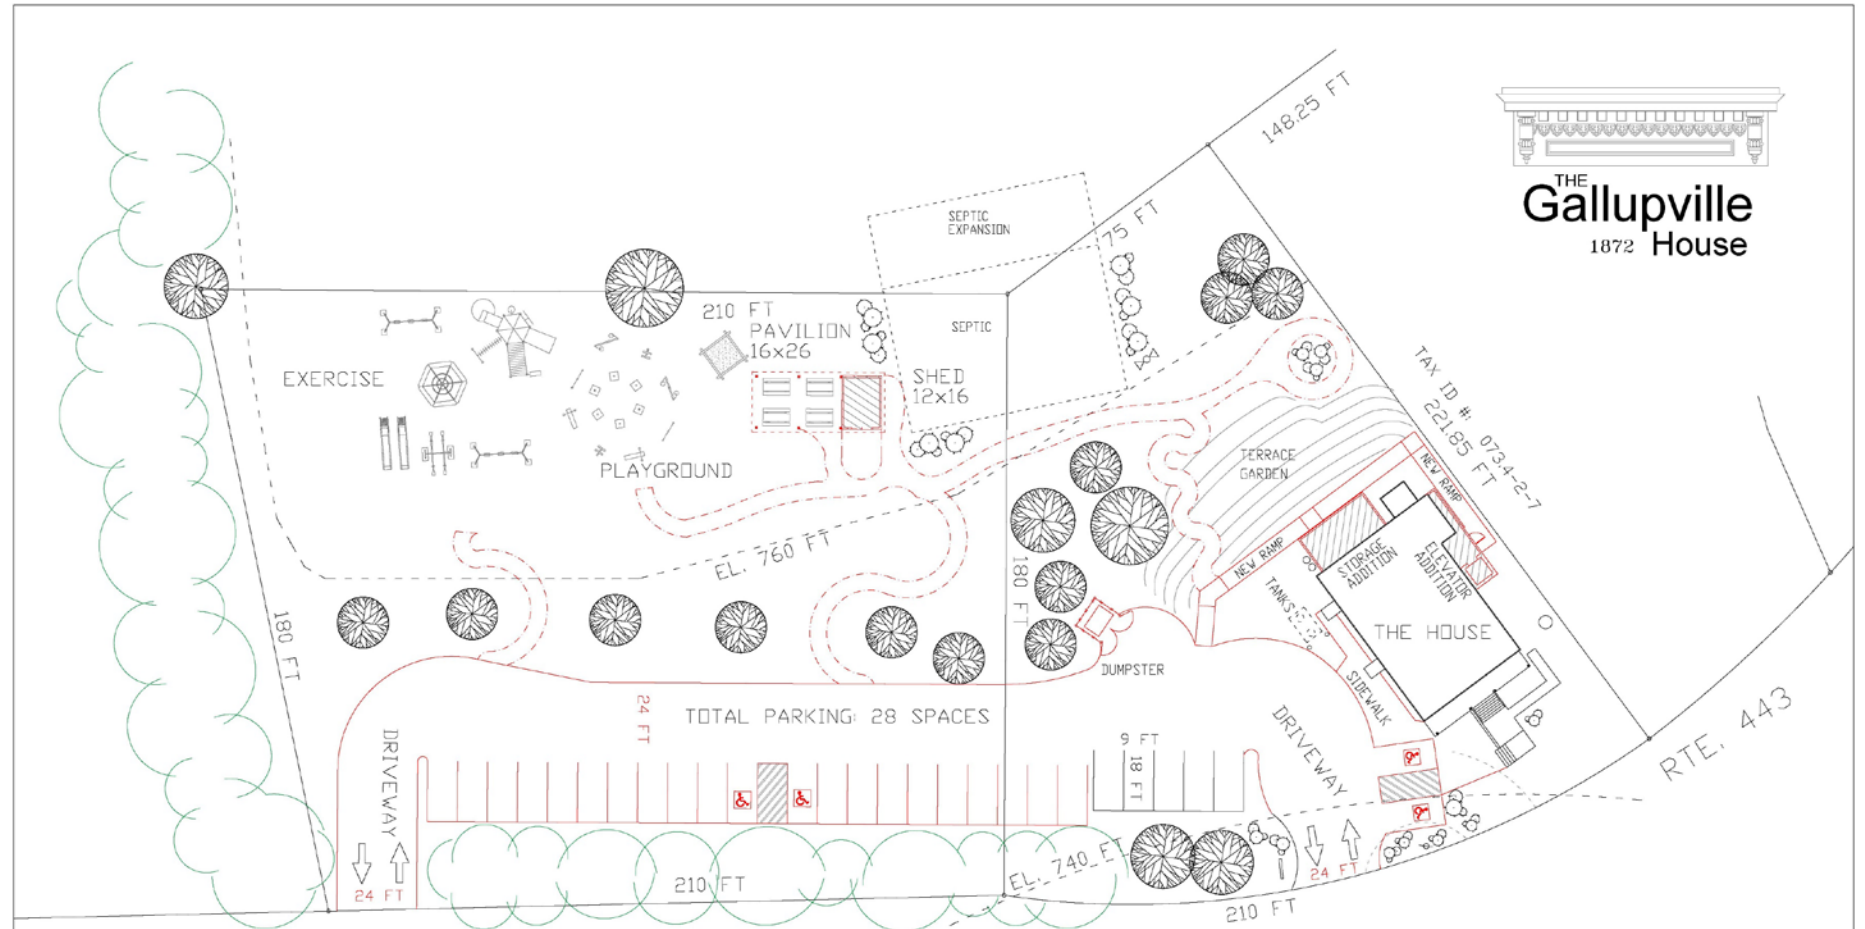 148.25 FT
THE
Gallupville
1872 House
SEPTIC
EXPANSION
75 FT
210 FT
PAVILION
16x26
SEPTIC
EXERCISE
SHED
12x16
TAX ID #: 073.4-2-7
221.85 FT
PLAYGROUND
TERRACE
GARDEN
NEW RAMP
EL. 760 FT
180 FT
NEW RAMP
STORAGE
ADDITION
ELEVATOR
ADDITION
TANKS
THE HOUSE
180 FT
DUMPSTER
SIDEWALK
24 FT
TOTAL PARKING: 28 SPACES
DRIVEWAY
9 FT
18 FT
DRIVEWAY
RTE. 443
EL. 740 FT
24 FT
210 FT
24 FT
210 FT